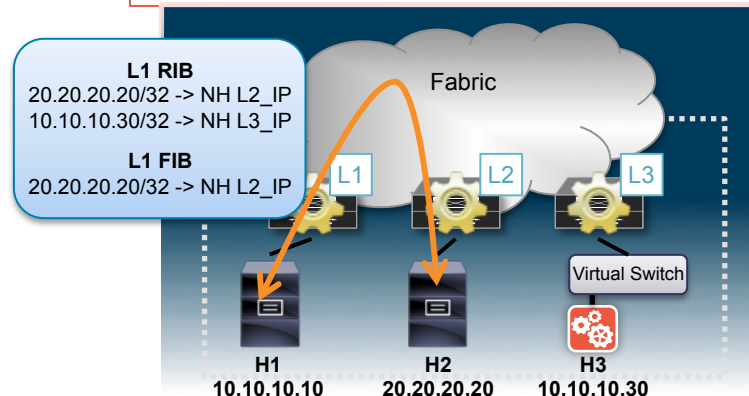 L1 RIB
20.20.20.20/32 -> NH L2_IP
10.10.10.30/32 -> NH L3_IP
L1 FIB
20.20.20.20/32 -> NH L2_IP
Fabric
L1
L2
L3
Virtual Switch
H1
10.10.10.10
H2
20.20.20.20
H3
10.10.10.30